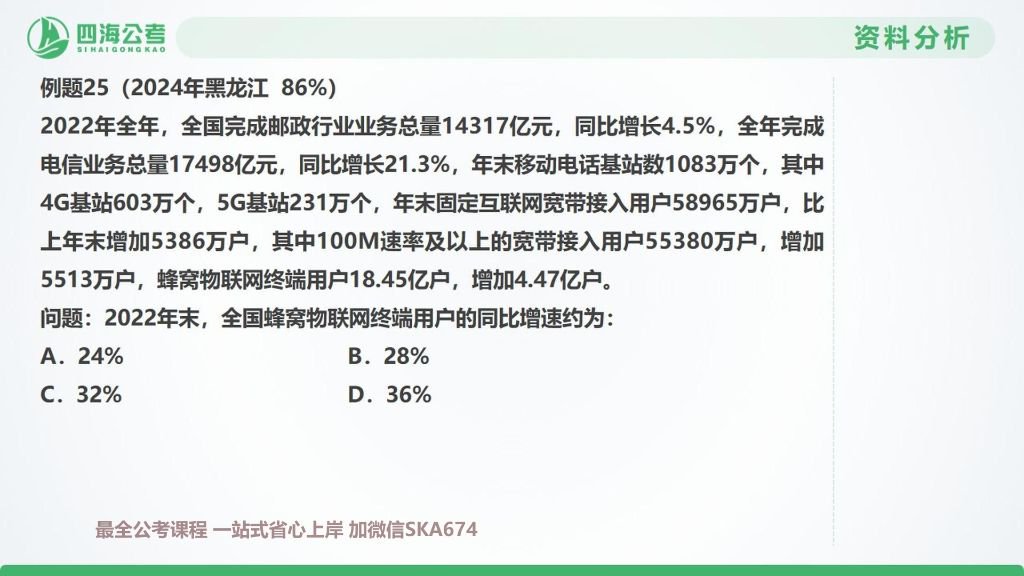 四海公考
SIHAIGONGKAO
资料分析
例题25（2024年黑龙江 86%）
2022年全年，全国完成邮政行业业务总量14317亿元，同比增长4.5%，全年完成
电信业务总量17498亿元，同比增长21.3%，年末移动电话基站数1083万个，其中
4G基站603万个，5G基站231万个，年末固定互联网宽带接入用户58965万户，比
上年末增加5386万户，其中100M速率及以上的宽带接入用户55380万户，增加
5513万户，蜂窝物联网终端用户18.45亿户，增加4.47亿户。
问题：2022年末，全国蜂窝物联网终端用户的同比增速约为：
A．24% B．28%
C．32% D．36%
最全公考课程 一站式省心上岸 加微信SKA674